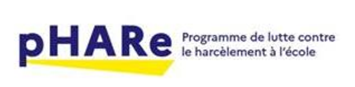 pHARe
Programme de lutte contre
le harcèlement à l'école